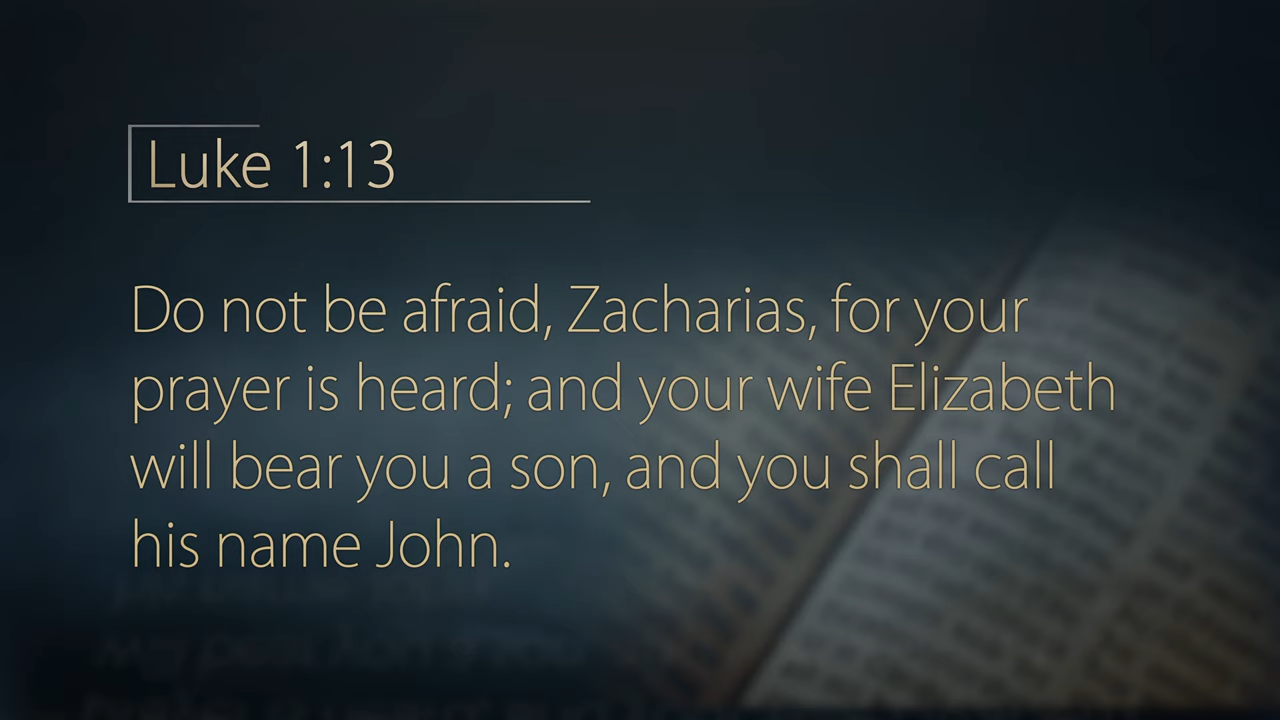 Luke 1:13
Do not be afraid, Zacharias, for your
prayer is heard; and your wife Elizabeth
will bear you a son, and you shall call
his name John.